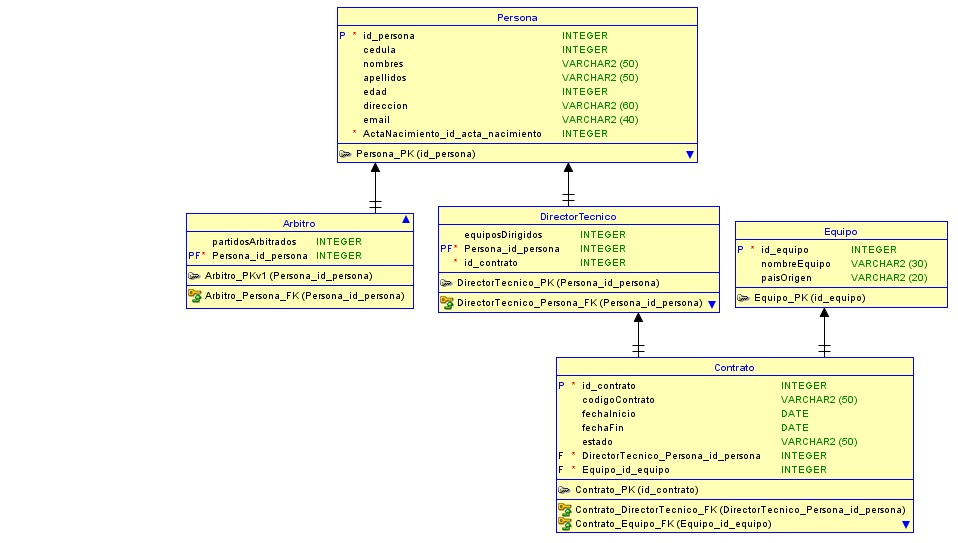 Persona
P * id_persona INTEGER
cedula INTEGER
nombres VARCHAR2 (50)
apellidos VARCHAR2 (50)
edad INTEGER
direccion VARCHAR2 (60)
email VARCHAR2 (40)
* ActaNacimiento_id_acta_nacimiento INTEGER
Persona_PK (id_persona)
Arbitro
partidosArbitrados INTEGER
PF* Persona_id_persona INTEGER
Arbitro_PKv1 (Persona_id_persona)
Arbitro_Persona_FK (Persona_id_persona)
DirectorTecnico
equiposDirigidos INTEGER
PF* Persona_id_persona INTEGER
* id_contrato INTEGER
DirectorTecnico_PK (Persona_id_persona)
DirectorTecnico_Persona_FK (Persona_id_persona)
Equipo
P * id_equipo INTEGER
nombreEquipo VARCHAR2 (30)
paisOrigen VARCHAR2 (20)
Equipo_PK (id_equipo)
Contrato
P * id_contrato INTEGER
codigoContrato VARCHAR2 (50)
fechaInicio DATE
fechaFin DATE
estado VARCHAR2 (50)
F * DirectorTecnico_Persona_id_persona INTEGER
F * Equipo_id_equipo INTEGER
Contrato_PK (id_contrato)
Contrato_DirectorTecnico_FK (DirectorTecnico_Persona_id_persona)
Contrato_Equipo_FK (Equipo_id_equipo)